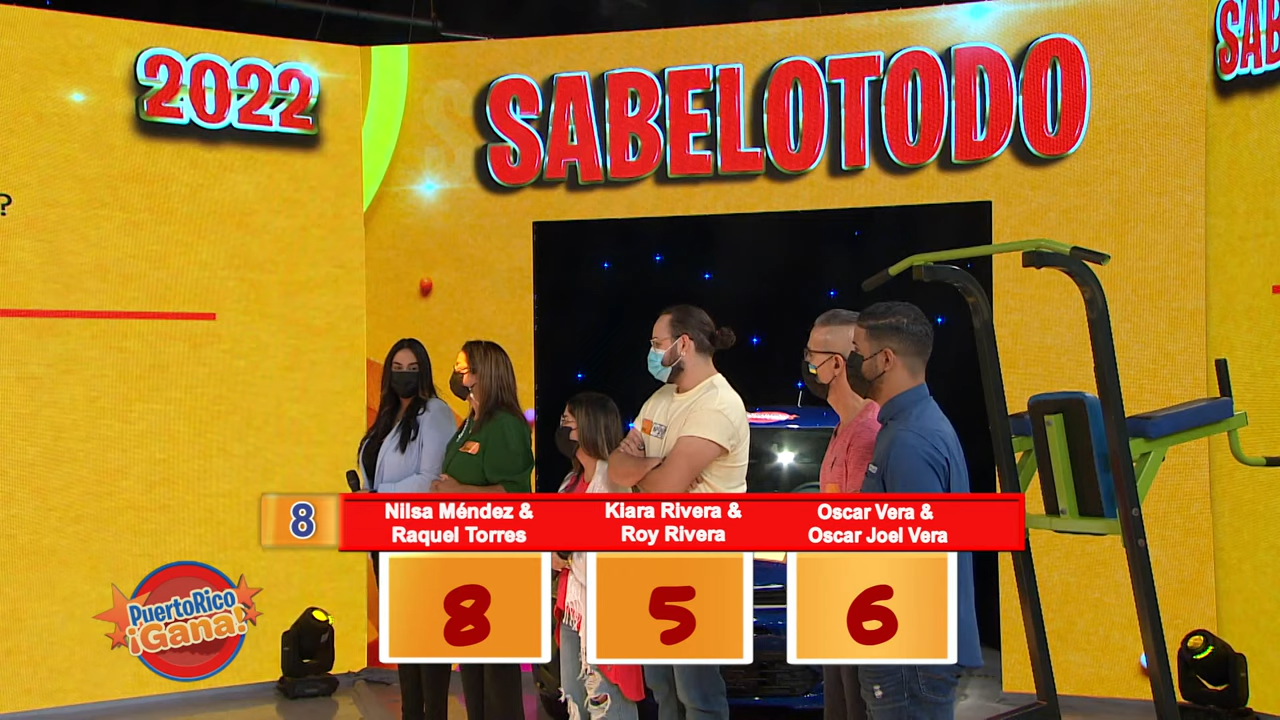 2022
SABELOTODO
SAB
?
8
Nilsa Méndez &
Raquel Torres
Kiara Rivera &
Roy Rivera
Oscar Vera &
Oscar Joel Vera
8
5
6
PuertoRico
¡Gana!